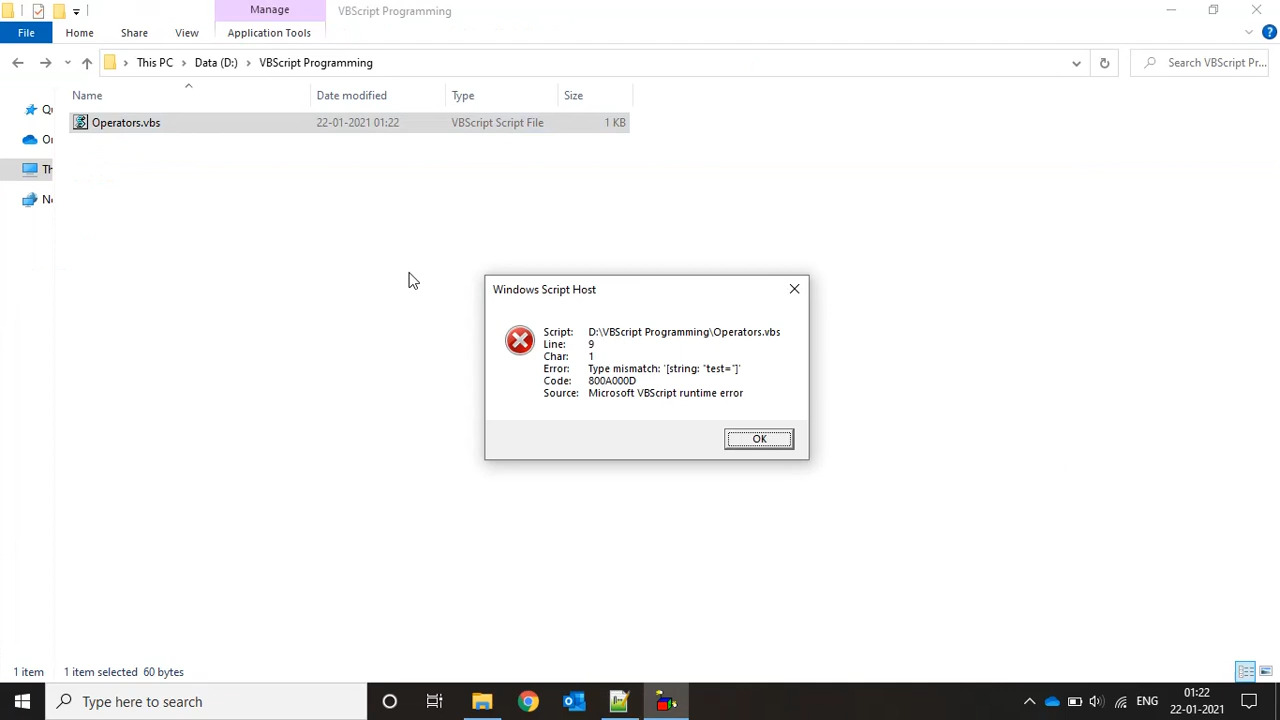 Manage
VBScript Programming
File
Home
Share
View
Application Tools
This PC
Data (D:)
VBScript Programming
Search VBScript Pr...
Name
Date modified
Type
Size
Operators.vbs
22-01-2021 01:22
VBScript Script File
1 KB
Qu
On
Th
Ne
Windows Script Host
Script: D:\VBScript Programming\Operators.vbs
Line: 9
Char: 1
Error: Type mismatch: '[string: "test="]'
Code: 800A000D
Source: Microsoft VBScript runtime error
OK
1 item
1 item selected 60 bytes
Type here to search
ENG
01:22
22-01-2021